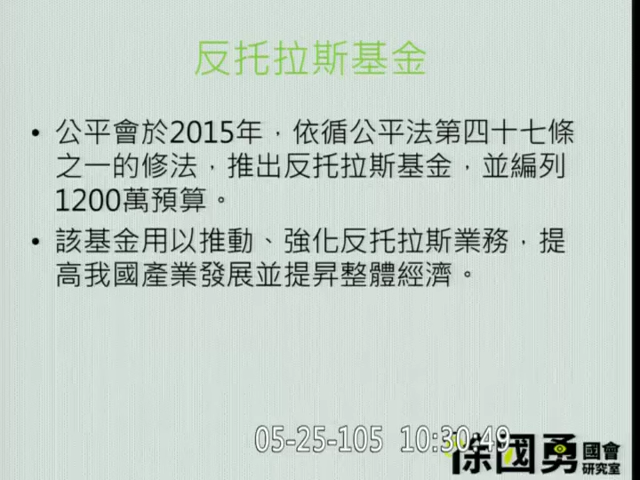 反托拉斯基金
• 公平會於2015年，依循公平法第四十七條
之一的修法，推出反托拉斯基金，並編列
1200萬預算。
• 該基金用以推動、強化反托拉斯業務，提
高我國產業發展並提昇整體經濟。
05-25-105 10:30:49
徐國勇 國會
研究室